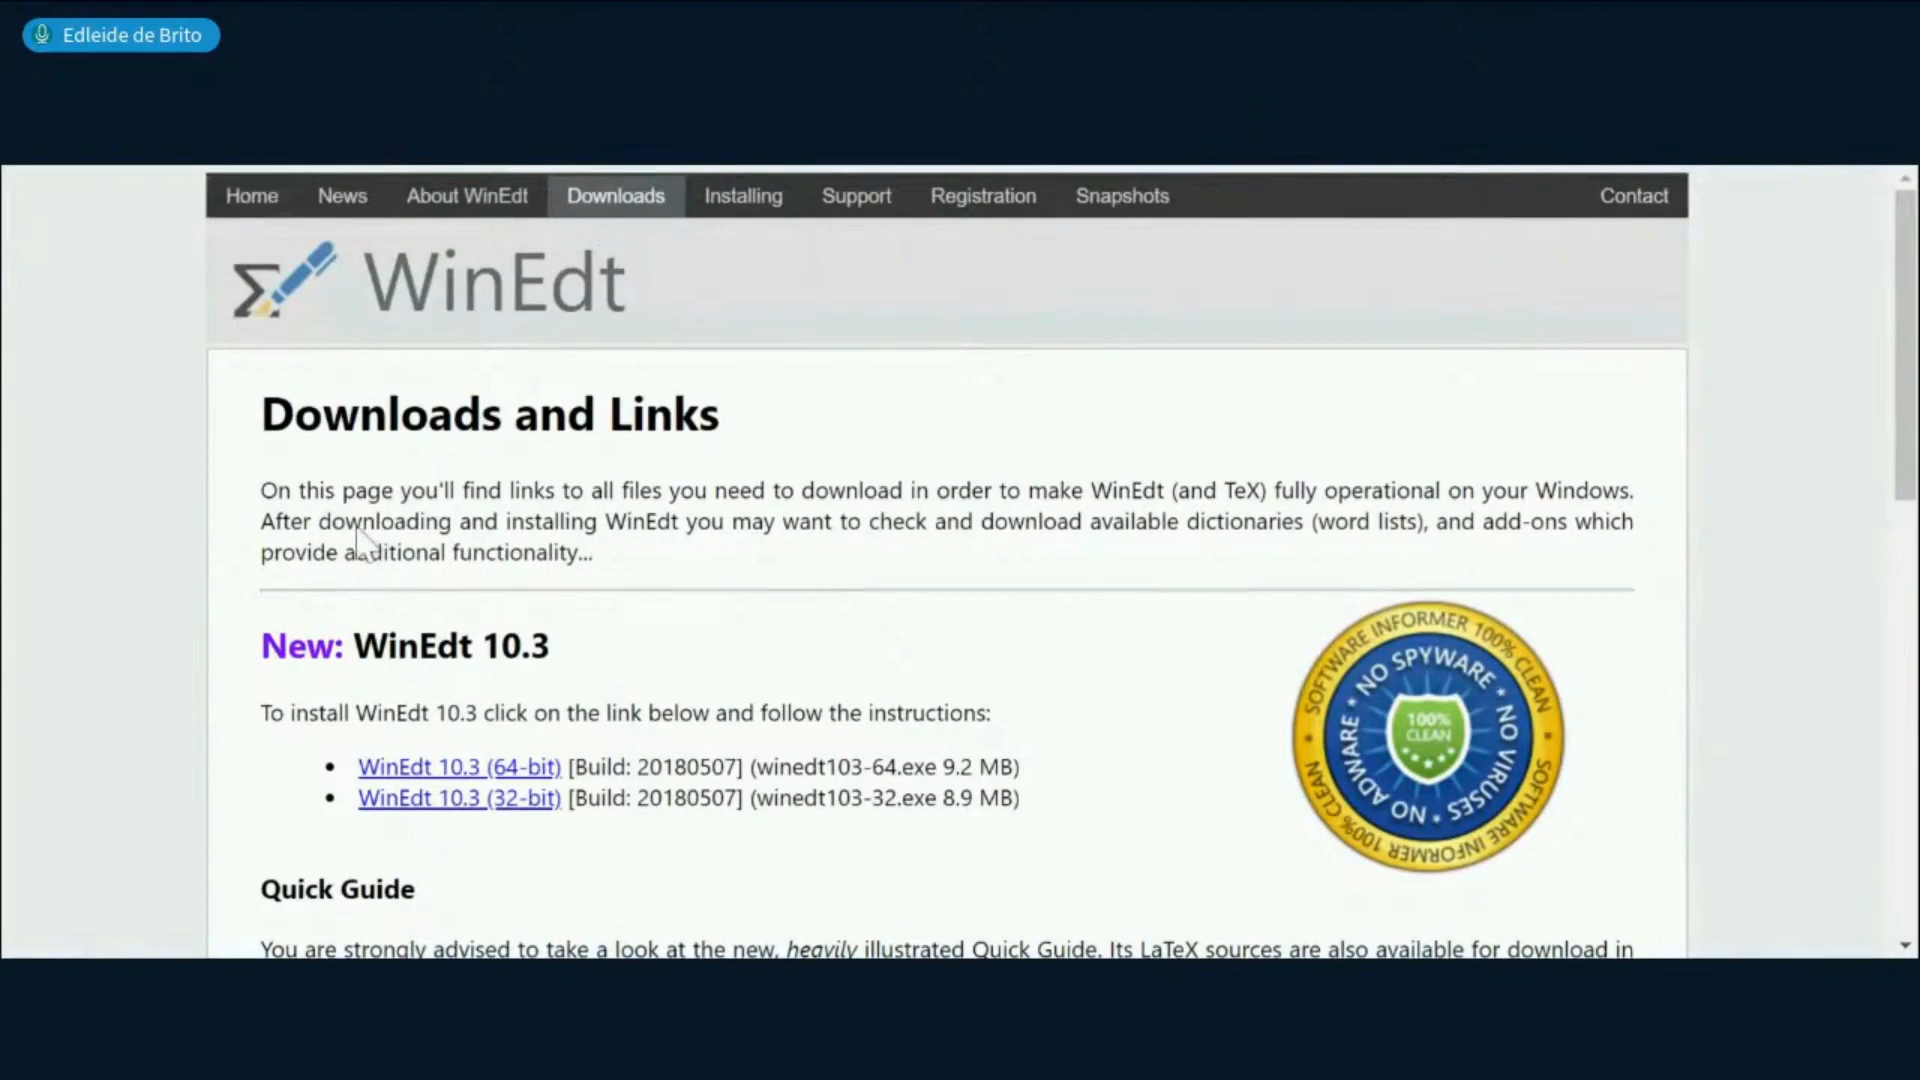 Edleide de Brito
Home News About WinEdt Downloads Installing Support Registration Snapshots Contact
WinEdt
Downloads and Links
On this page you'll find links to all files you need to download in order to make WinEdt (and TeX) fully operational on your Windows.
After downloading and installing WinEdt you may want to check and download available dictionaries (word lists), and add-ons which
provide additional functionality...
New: WinEdt 10.3
To install WinEdt 10.3 click on the link below and follow the instructions:
• WinEdt 10.3 (64-bit) [Build: 20180507] (winedt103-64.exe 9.2 MB)
• WinEdt 10.3 (32-bit) [Build: 20180507] (winedt103-32.exe 8.9 MB)
SOFTWARE INFORMER 100% CLEAN
SOFTWARE INFORMER 100% CLEAN
NO SPYWARE * NO VIRUSES * NO ADWARE *
100%
CLEAN
Quick Guide
You are strongly advised to take a look at the new, heavily illustrated Quick Guide. Its LaTeX sources are also available for download in